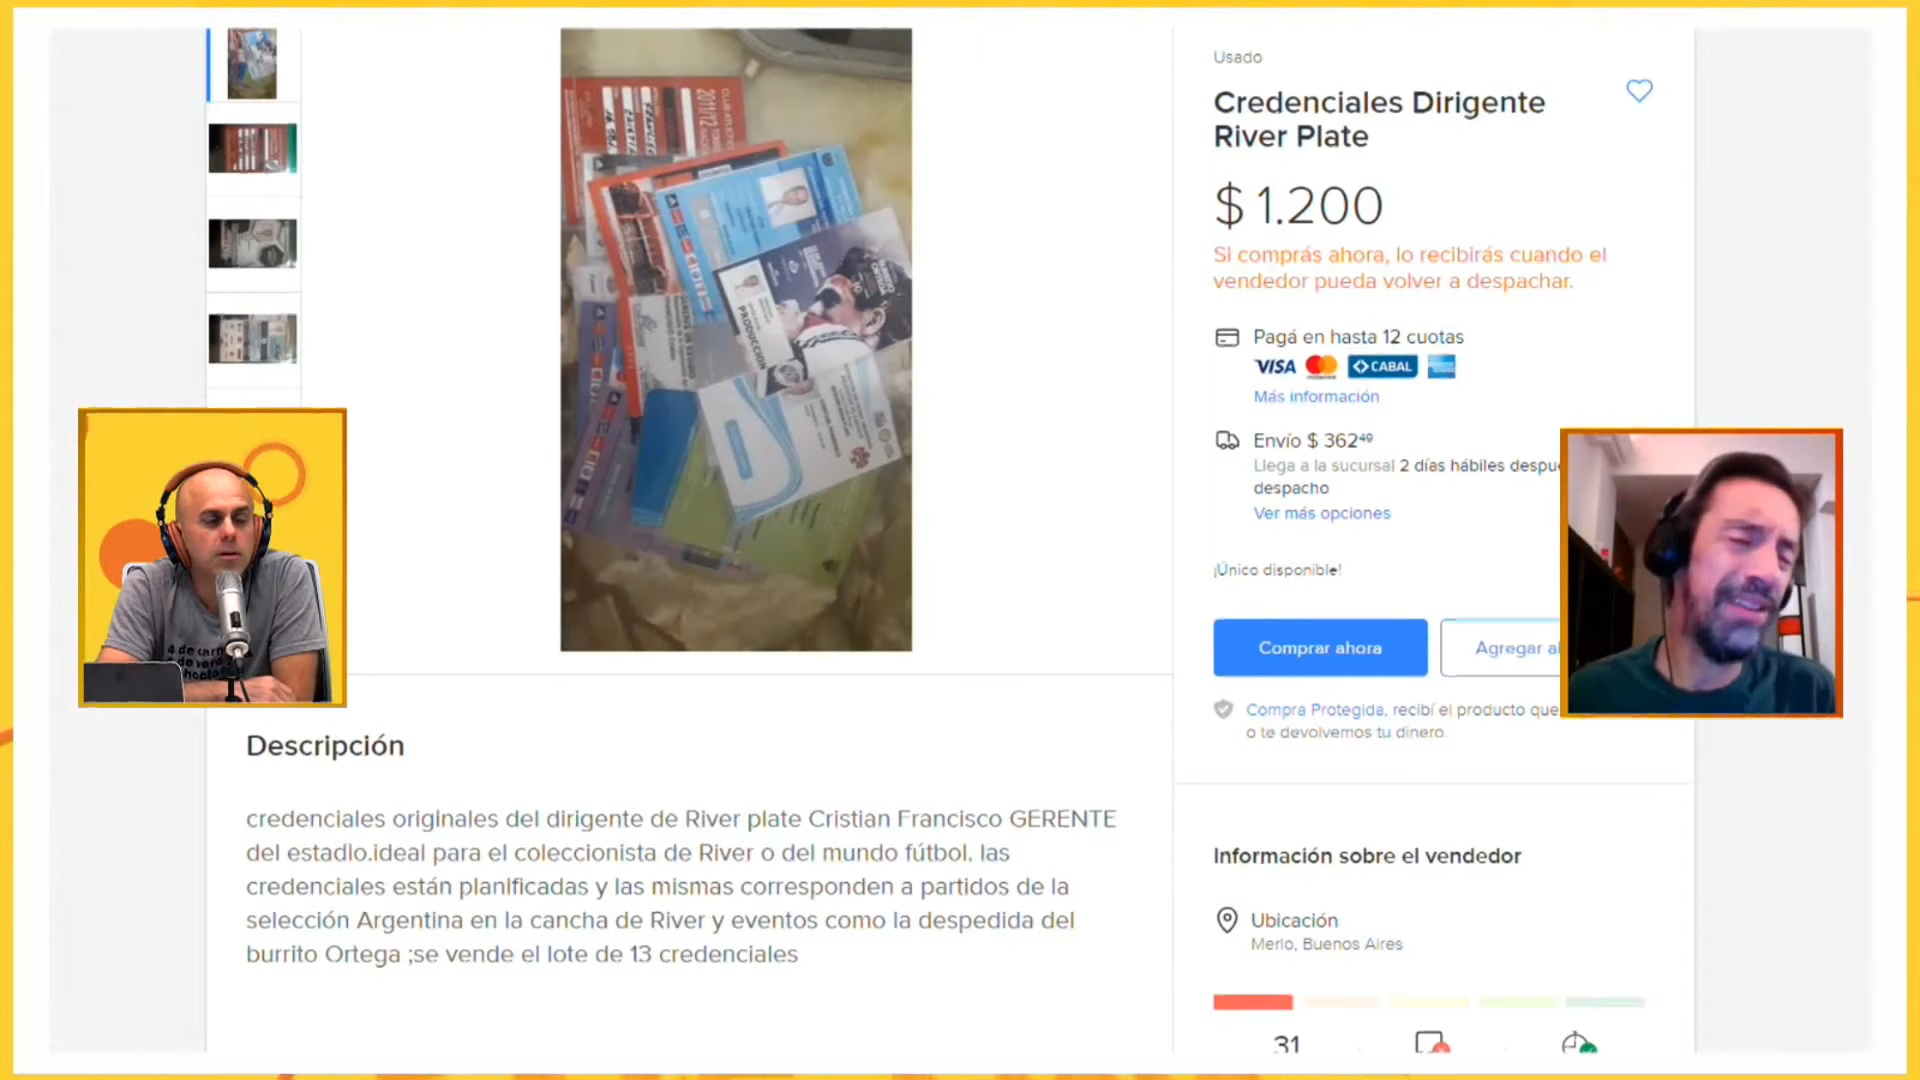 Usado
Credenciales Dirigente
River Plate
$ 1.200
Si comprás ahora, lo recibirás cuando el
vendedor pueda volver a despachar.
Pagá en hasta 12 cuotas
VISA
CABAL
Más información
Envío $ 362⁴⁹
Llega a la sucursal 2 días hábiles despu
despacho
Ver más opciones
¡Único disponible!
Comprar ahora
Agregar al
Compra Protegida, recibí el producto que
o te devolvemos tu dinero.
Información sobre el vendedor
Ubicación
Merlo, Buenos Aires
31
2011/12
PRODUCCION
Descripción
credenciales originales del dirigente de River plate Cristian Francisco GERENTE
del estadio.ideal para el coleccionista de River o del mundo fútbol. las
credenciales están planificadas y las mismas corresponden a partidos de la
selección Argentina en la cancha de River y eventos como la despedida del
burrito Ortega ;se vende el lote de 13 credenciales